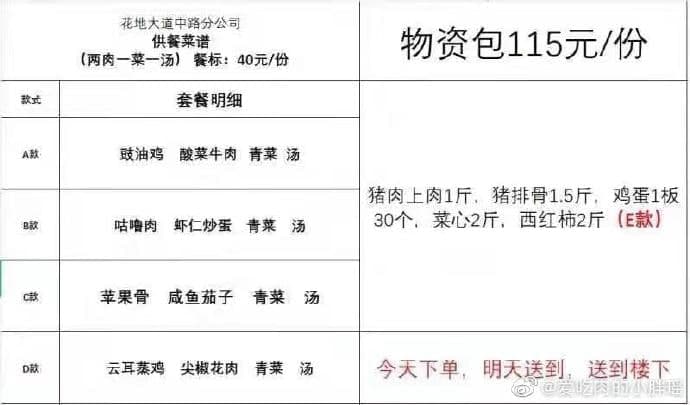 花地大道中路分公司
供餐菜谱
（两肉一菜一汤） 餐标：40元/份
物资包115元/份
款式 套餐明细
A款 豉油鸡 酸菜牛肉 青菜 汤
B款 咕噜肉 虾仁炒蛋 青菜 汤
C款 苹果骨 咸鱼茄子 青菜 汤
D款 云耳蒸鸡 尖椒花肉 青菜 汤
猪肉上肉1斤，猪排骨1.5斤，鸡蛋1板
30个，菜心2斤，西红柿2斤（E款）
今天下单，明天送到，送到楼下
@爱吃肉的小胖瑶